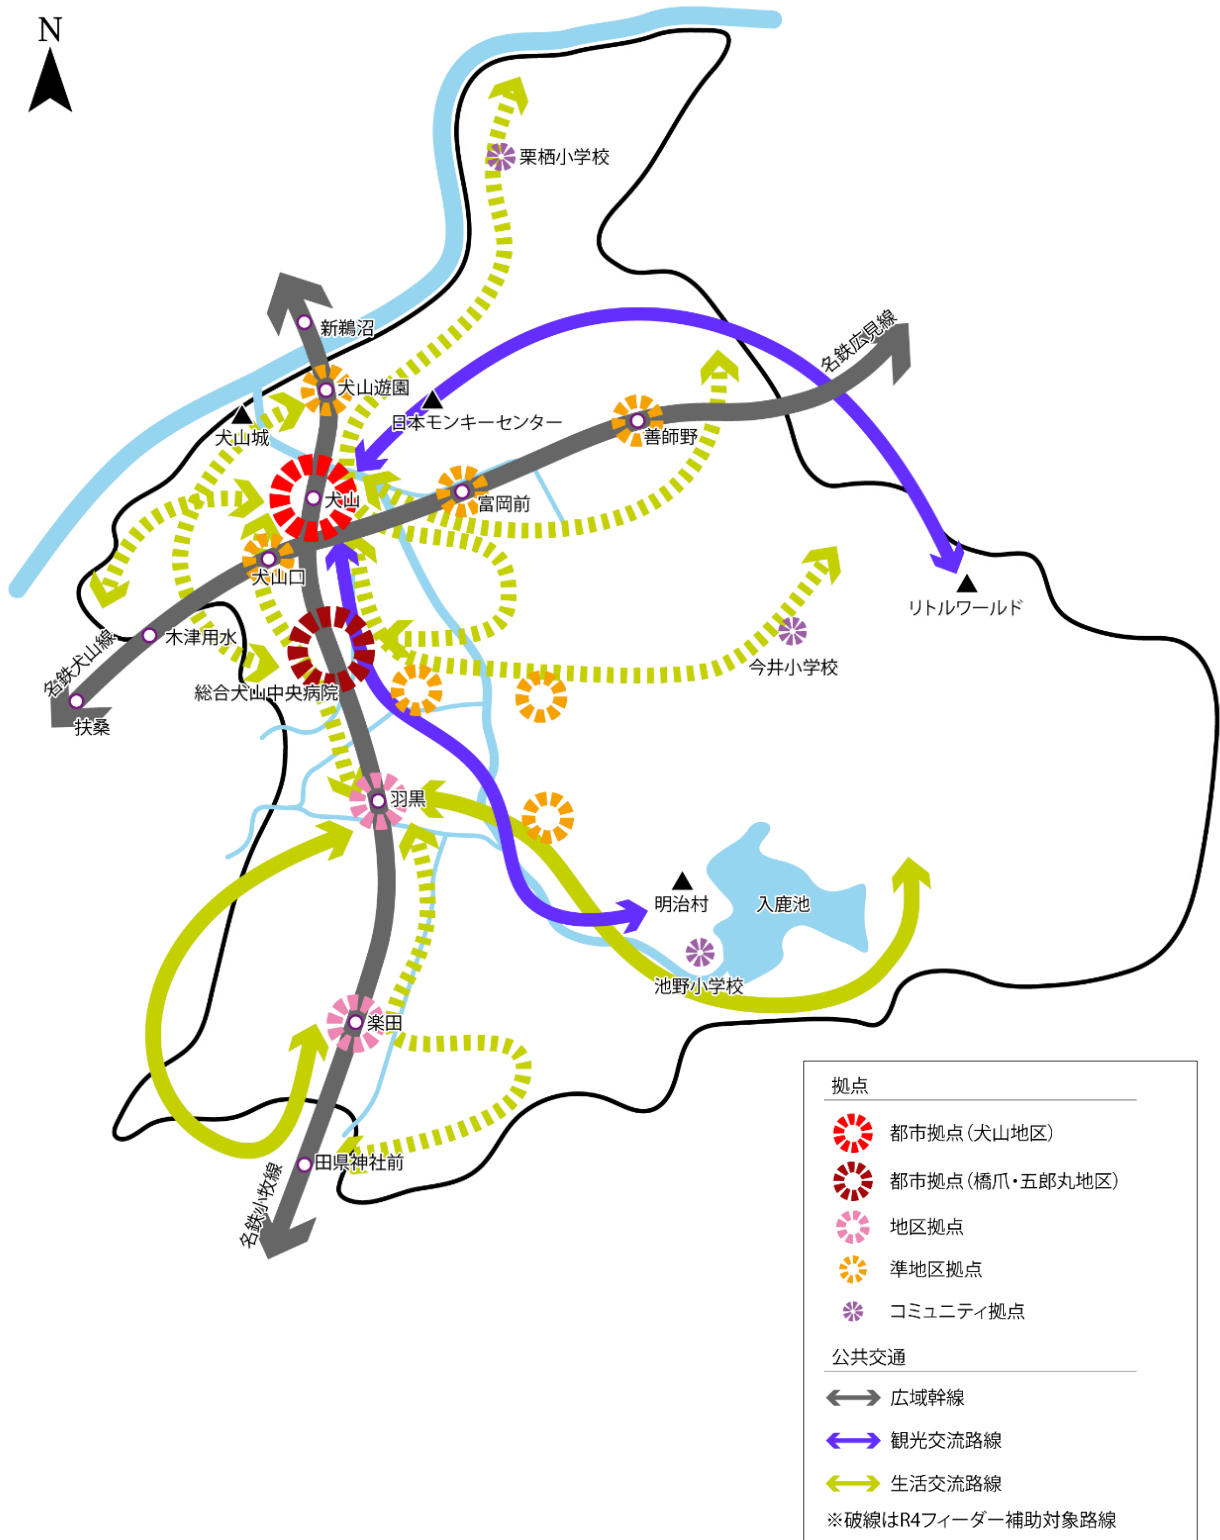 N
栗栖小学校
新鵜沼
名鉄広見線
犬山遊園
日本モンキーセンター
犬山城
善師野
犬山
富岡前
犬山口
リトルワールド
木津用水
今井小学校
名鉄犬山線
総合犬山中央病院
扶桑
羽黒
明治村
入鹿池
池野小学校
楽田
田県神社前
名鉄小牧線
拠点
都市拠点(犬山地区)
都市拠点(橋爪・五郎丸地区)
地区拠点
準地区拠点
コミュニティ拠点
公共交通
広域幹線
観光交流路線
生活交流路線
※破線はR4フィーダー補助対象路線